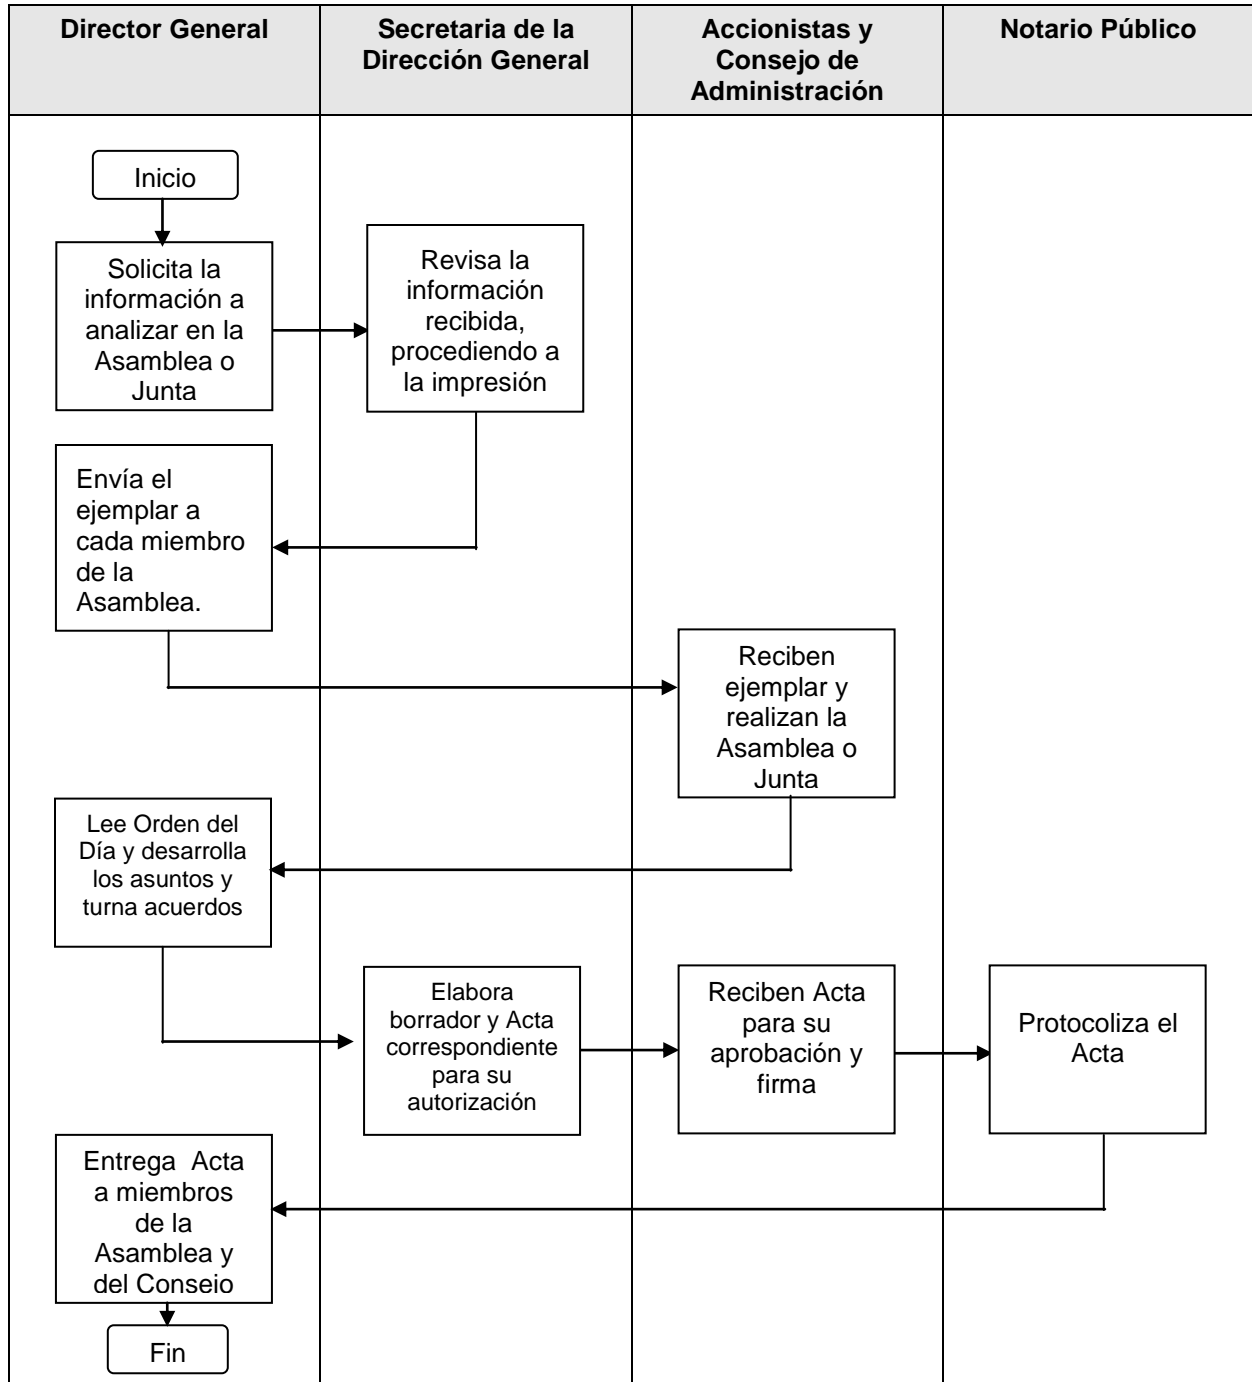 Director General
Secretaria de la
Dirección General
Accionistas y
Consejo de
Administración
Notario Público
Inicio
Solicita la
información a
analizar en la
Asamblea o
Junta
Revisa la
información
recibida,
procediendo a
la impresión
Envía el
ejemplar a
cada miembro
de la
Asamblea.
Reciben
ejemplar y
realizan la
Asamblea o
Junta
Lee Orden del
Día y desarrolla
los asuntos y
turna acuerdos
Elabora
borrador y Acta
correspondiente
para su
autorización
Reciben Acta
para su
aprobación y
firma
Protocoliza el
Acta
Entrega Acta
a miembros
de la
Asamblea y
del Consejo
Fin